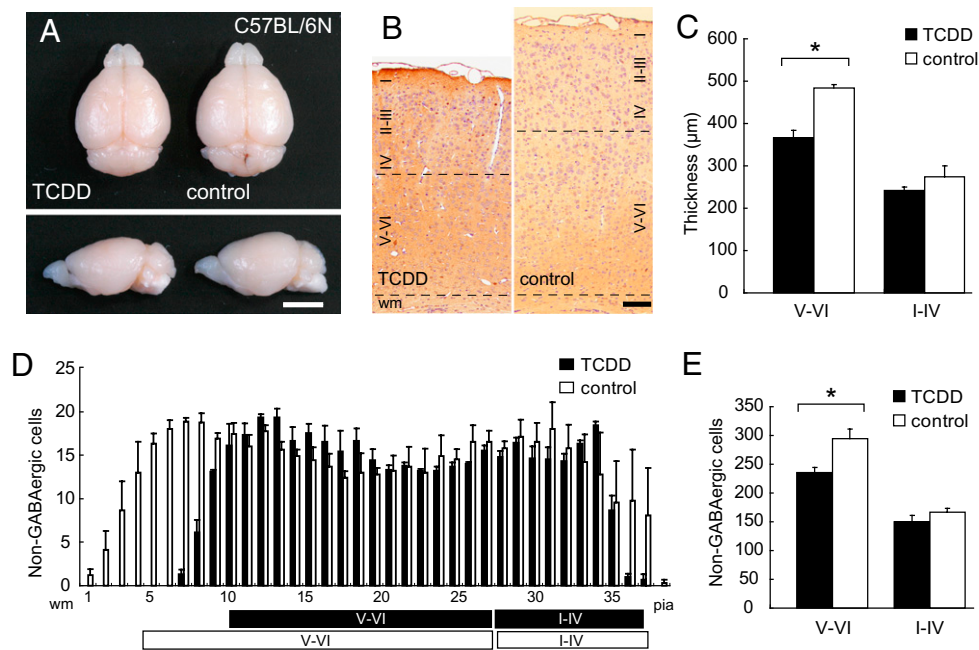 A
C57BL/6N
TCDD
control
B
I
II-III
IV
V-VI
TCDD
wm
I
II-III
IV
V-VI
control
C
TCDD
control
*
Thickness (μm)
600
500
400
300
200
100
0
V-VI
I-IV
D
TCDD
control
Non-GABAergic cells
25
20
15
10
5
0
wm
1
5
10
15
20
25
30
35
pia
V-VI
I-IV
V-VI
I-IV
E
TCDD
control
*
Non-GABAergic cells
350
300
250
200
150
100
50
0
V-VI
I-IV